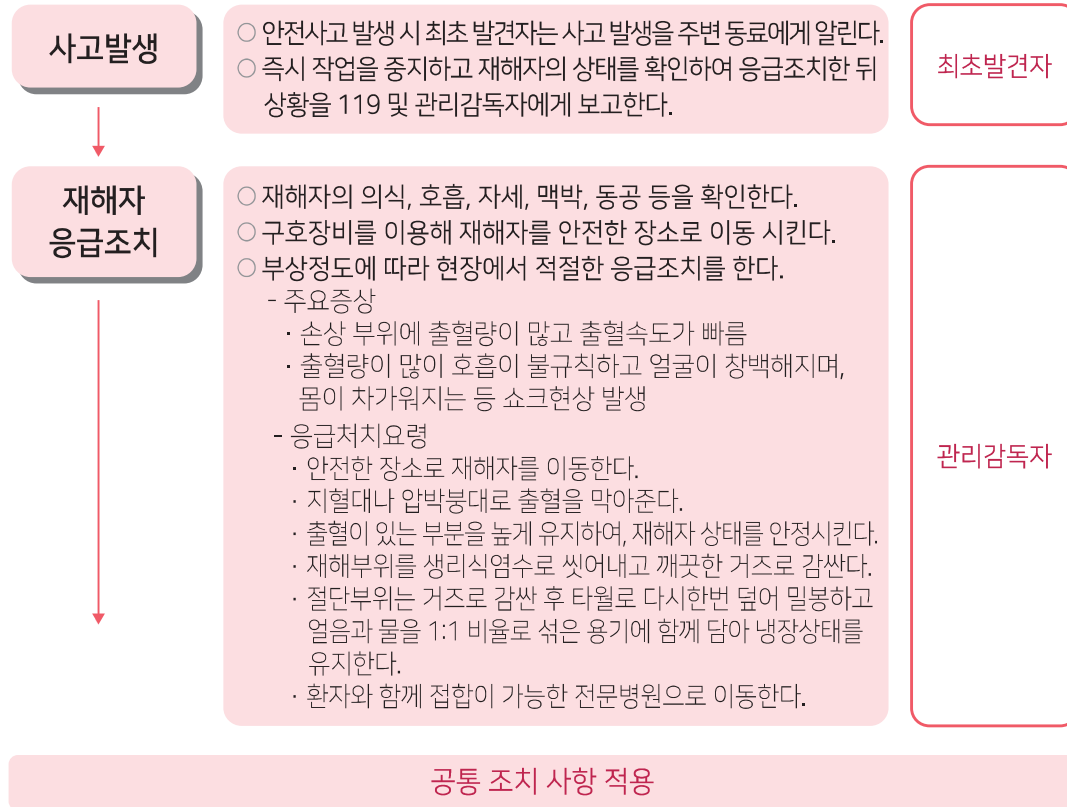 사고발생
○ 안전사고 발생 시 최초 발견자는 사고 발생을 주변 동료에게 알린다.
○ 즉시 작업을 중지하고 재해자의 상태를 확인하여 응급조치한 뒤
상황을 119 및 관리감독자에게 보고한다.
최초발견자
재해자
응급조치
○ 재해자의 의식, 호흡, 자세, 맥박, 동공 등을 확인한다.
○ 구호장비를 이용해 재해자를 안전한 장소로 이동 시킨다.
○ 부상정도에 따라 현장에서 적절한 응급조치를 한다.
- 주요증상
· 손상 부위에 출혈량이 많고 출혈속도가 빠름
· 출혈량이 많이 호흡이 불규칙하고 얼굴이 창백해지며,
몸이 차가워지는 등 쇼크현상 발생
- 응급처치요령
· 안전한 장소로 재해자를 이동한다.
· 지혈대나 압박붕대로 출혈을 막아준다.
· 출혈이 있는 부분을 높게 유지하여, 재해자 상태를 안정시킨다.
· 재해부위를 생리식염수로 씻어내고 깨끗한 거즈로 감싼다.
· 절단부위는 거즈로 감싼 후 타월로 다시한번 덮어 밀봉하고
얼음과 물을 1:1 비율로 섞은 용기에 함께 담아 냉장상태를
유지한다.
· 환자와 함께 접합이 가능한 전문병원으로 이동한다.
관리감독자
공통 조치 사항 적용